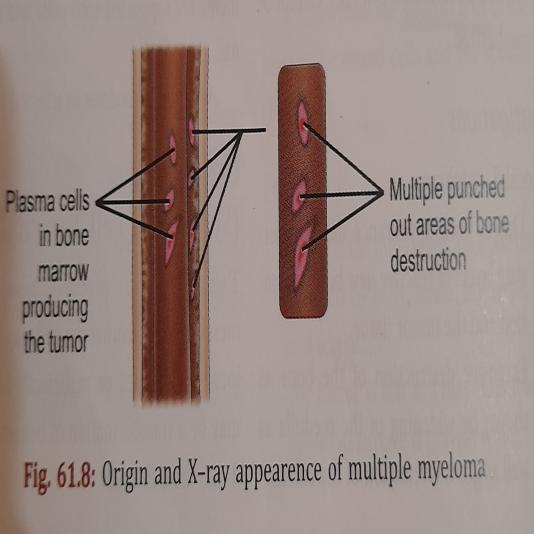 Plasma cells
in bone
marrow
producing
the tumor
Multiple punched
out areas of bone
destruction
Fig. 61.8: Origin and X-ray appearence of multiple myeloma